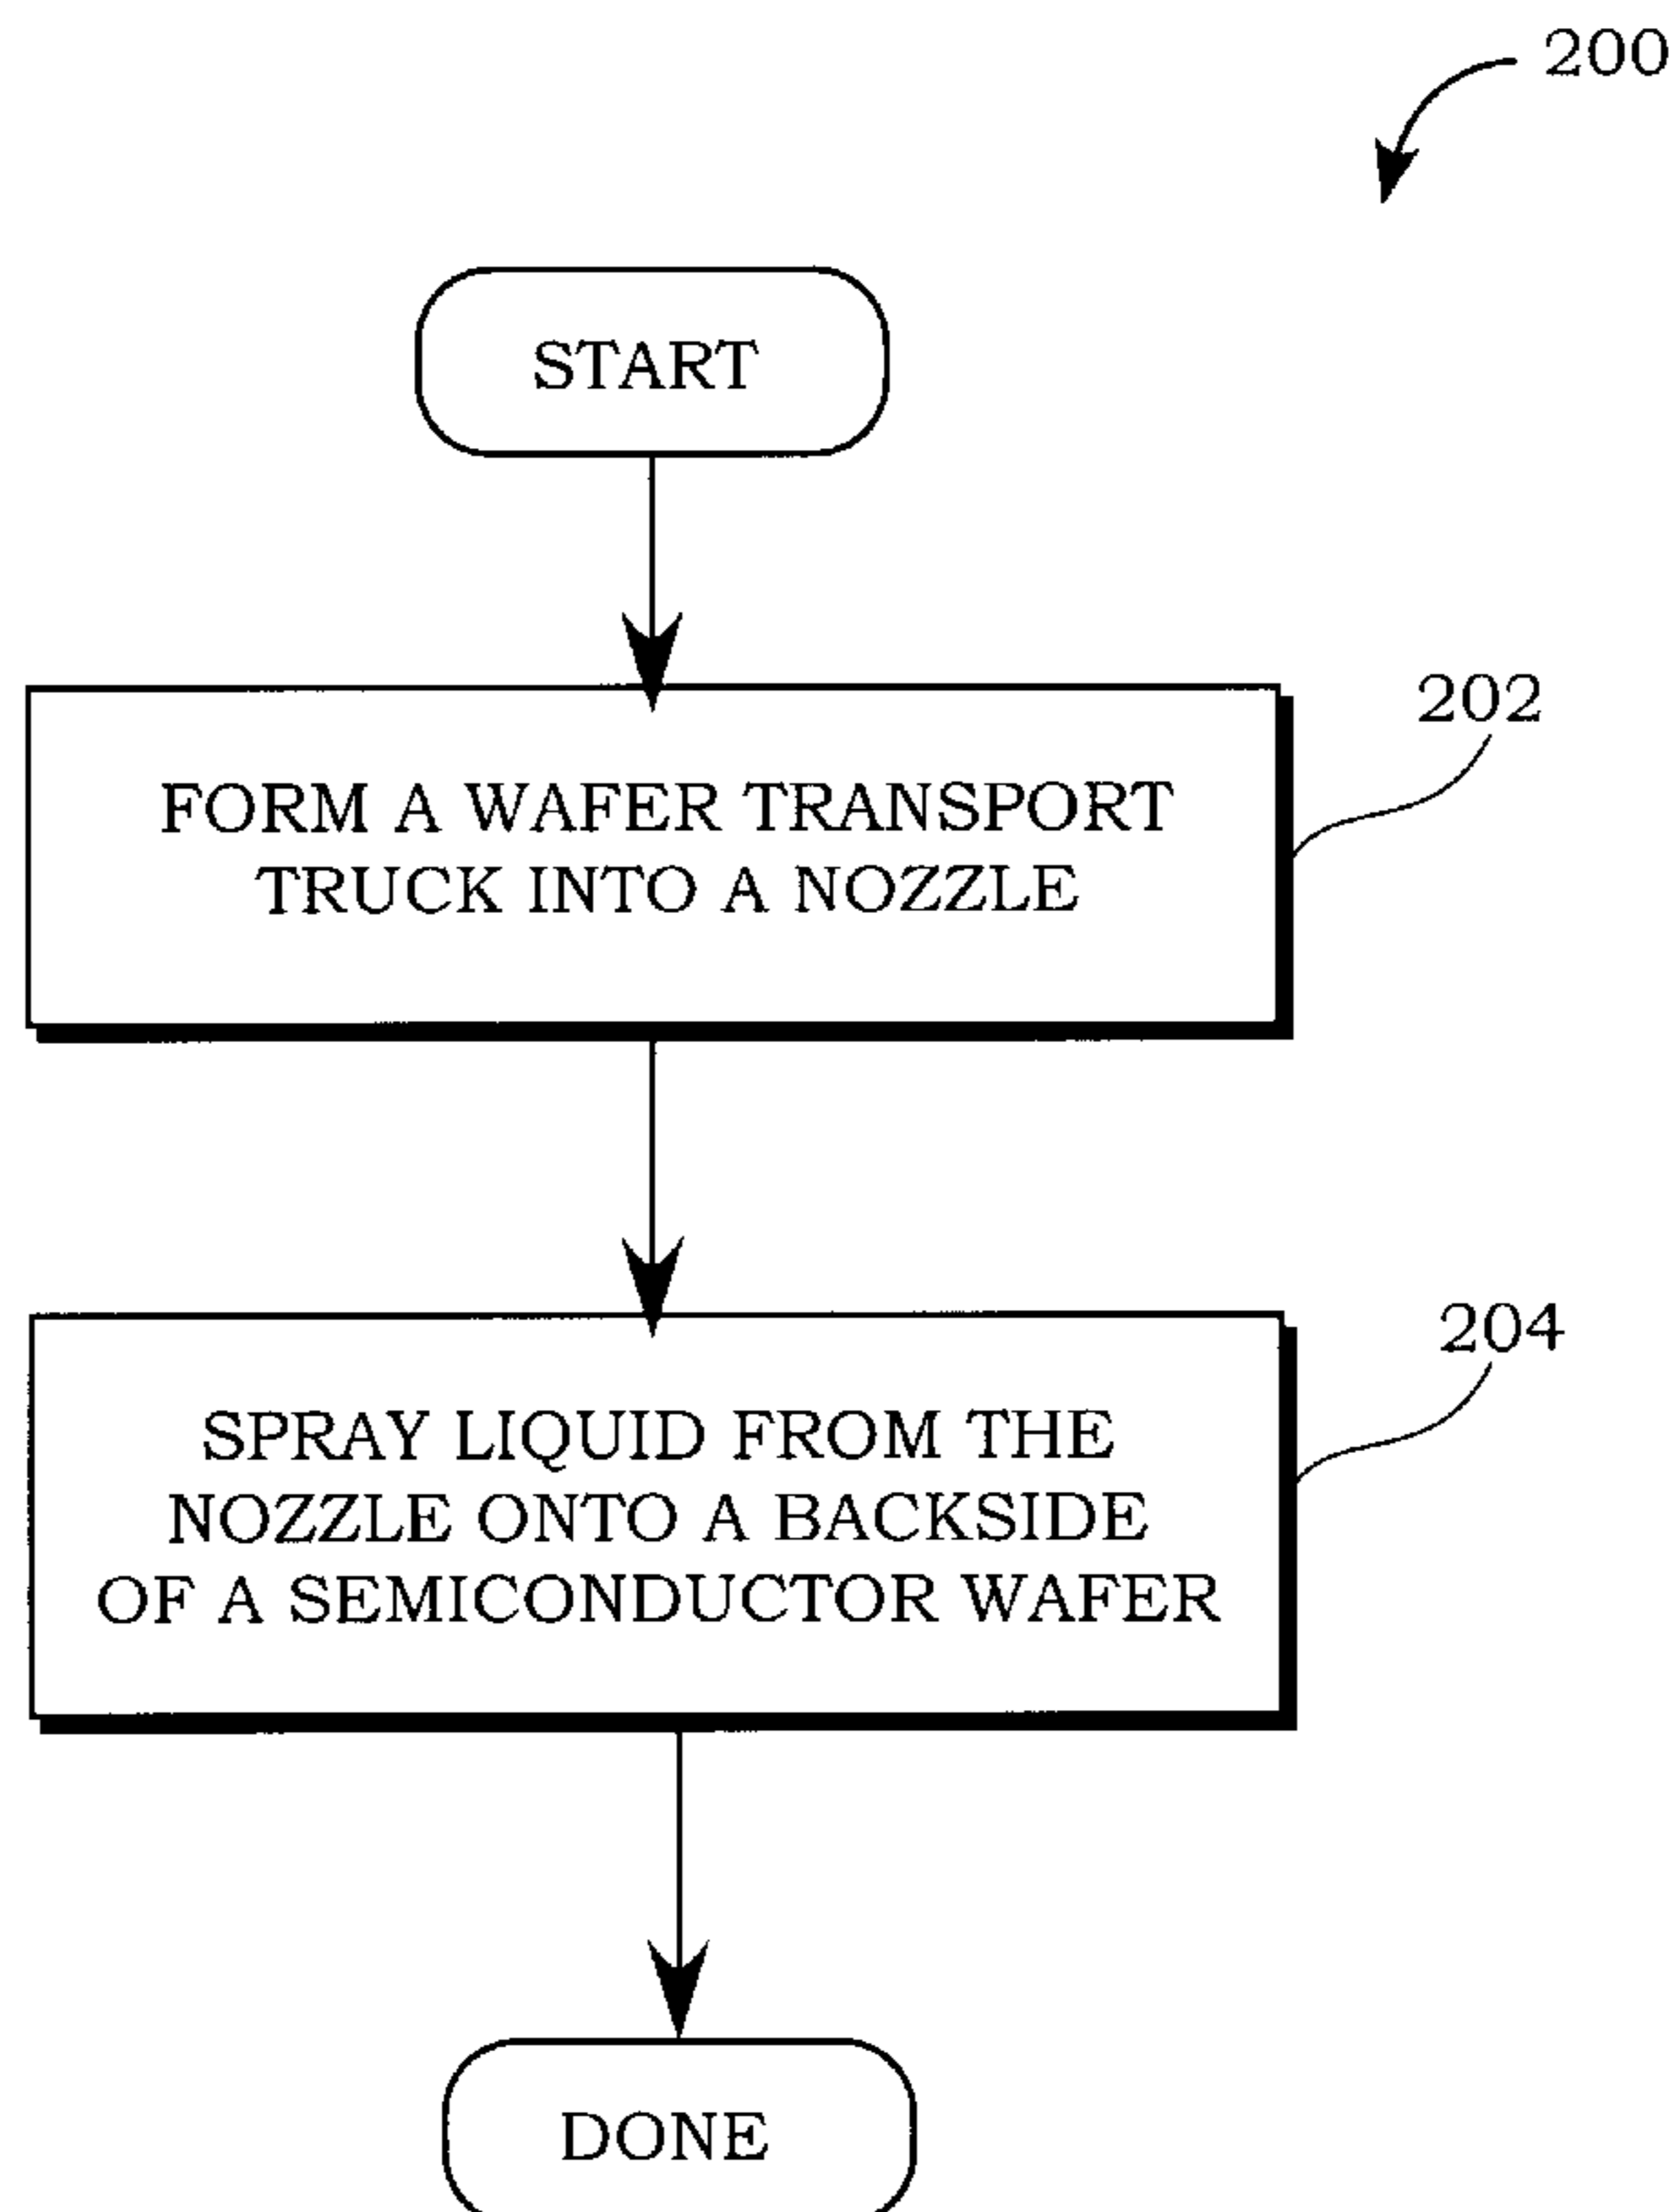 200
START
202
FORM A WAFER TRANSPORT
TRUCK INTO A NOZZLE
204
SPRAY LIQUID FROM THE
NOZZLE ONTO A BACKSIDE
OF A SEMICONDUCTOR WAFER
DONE